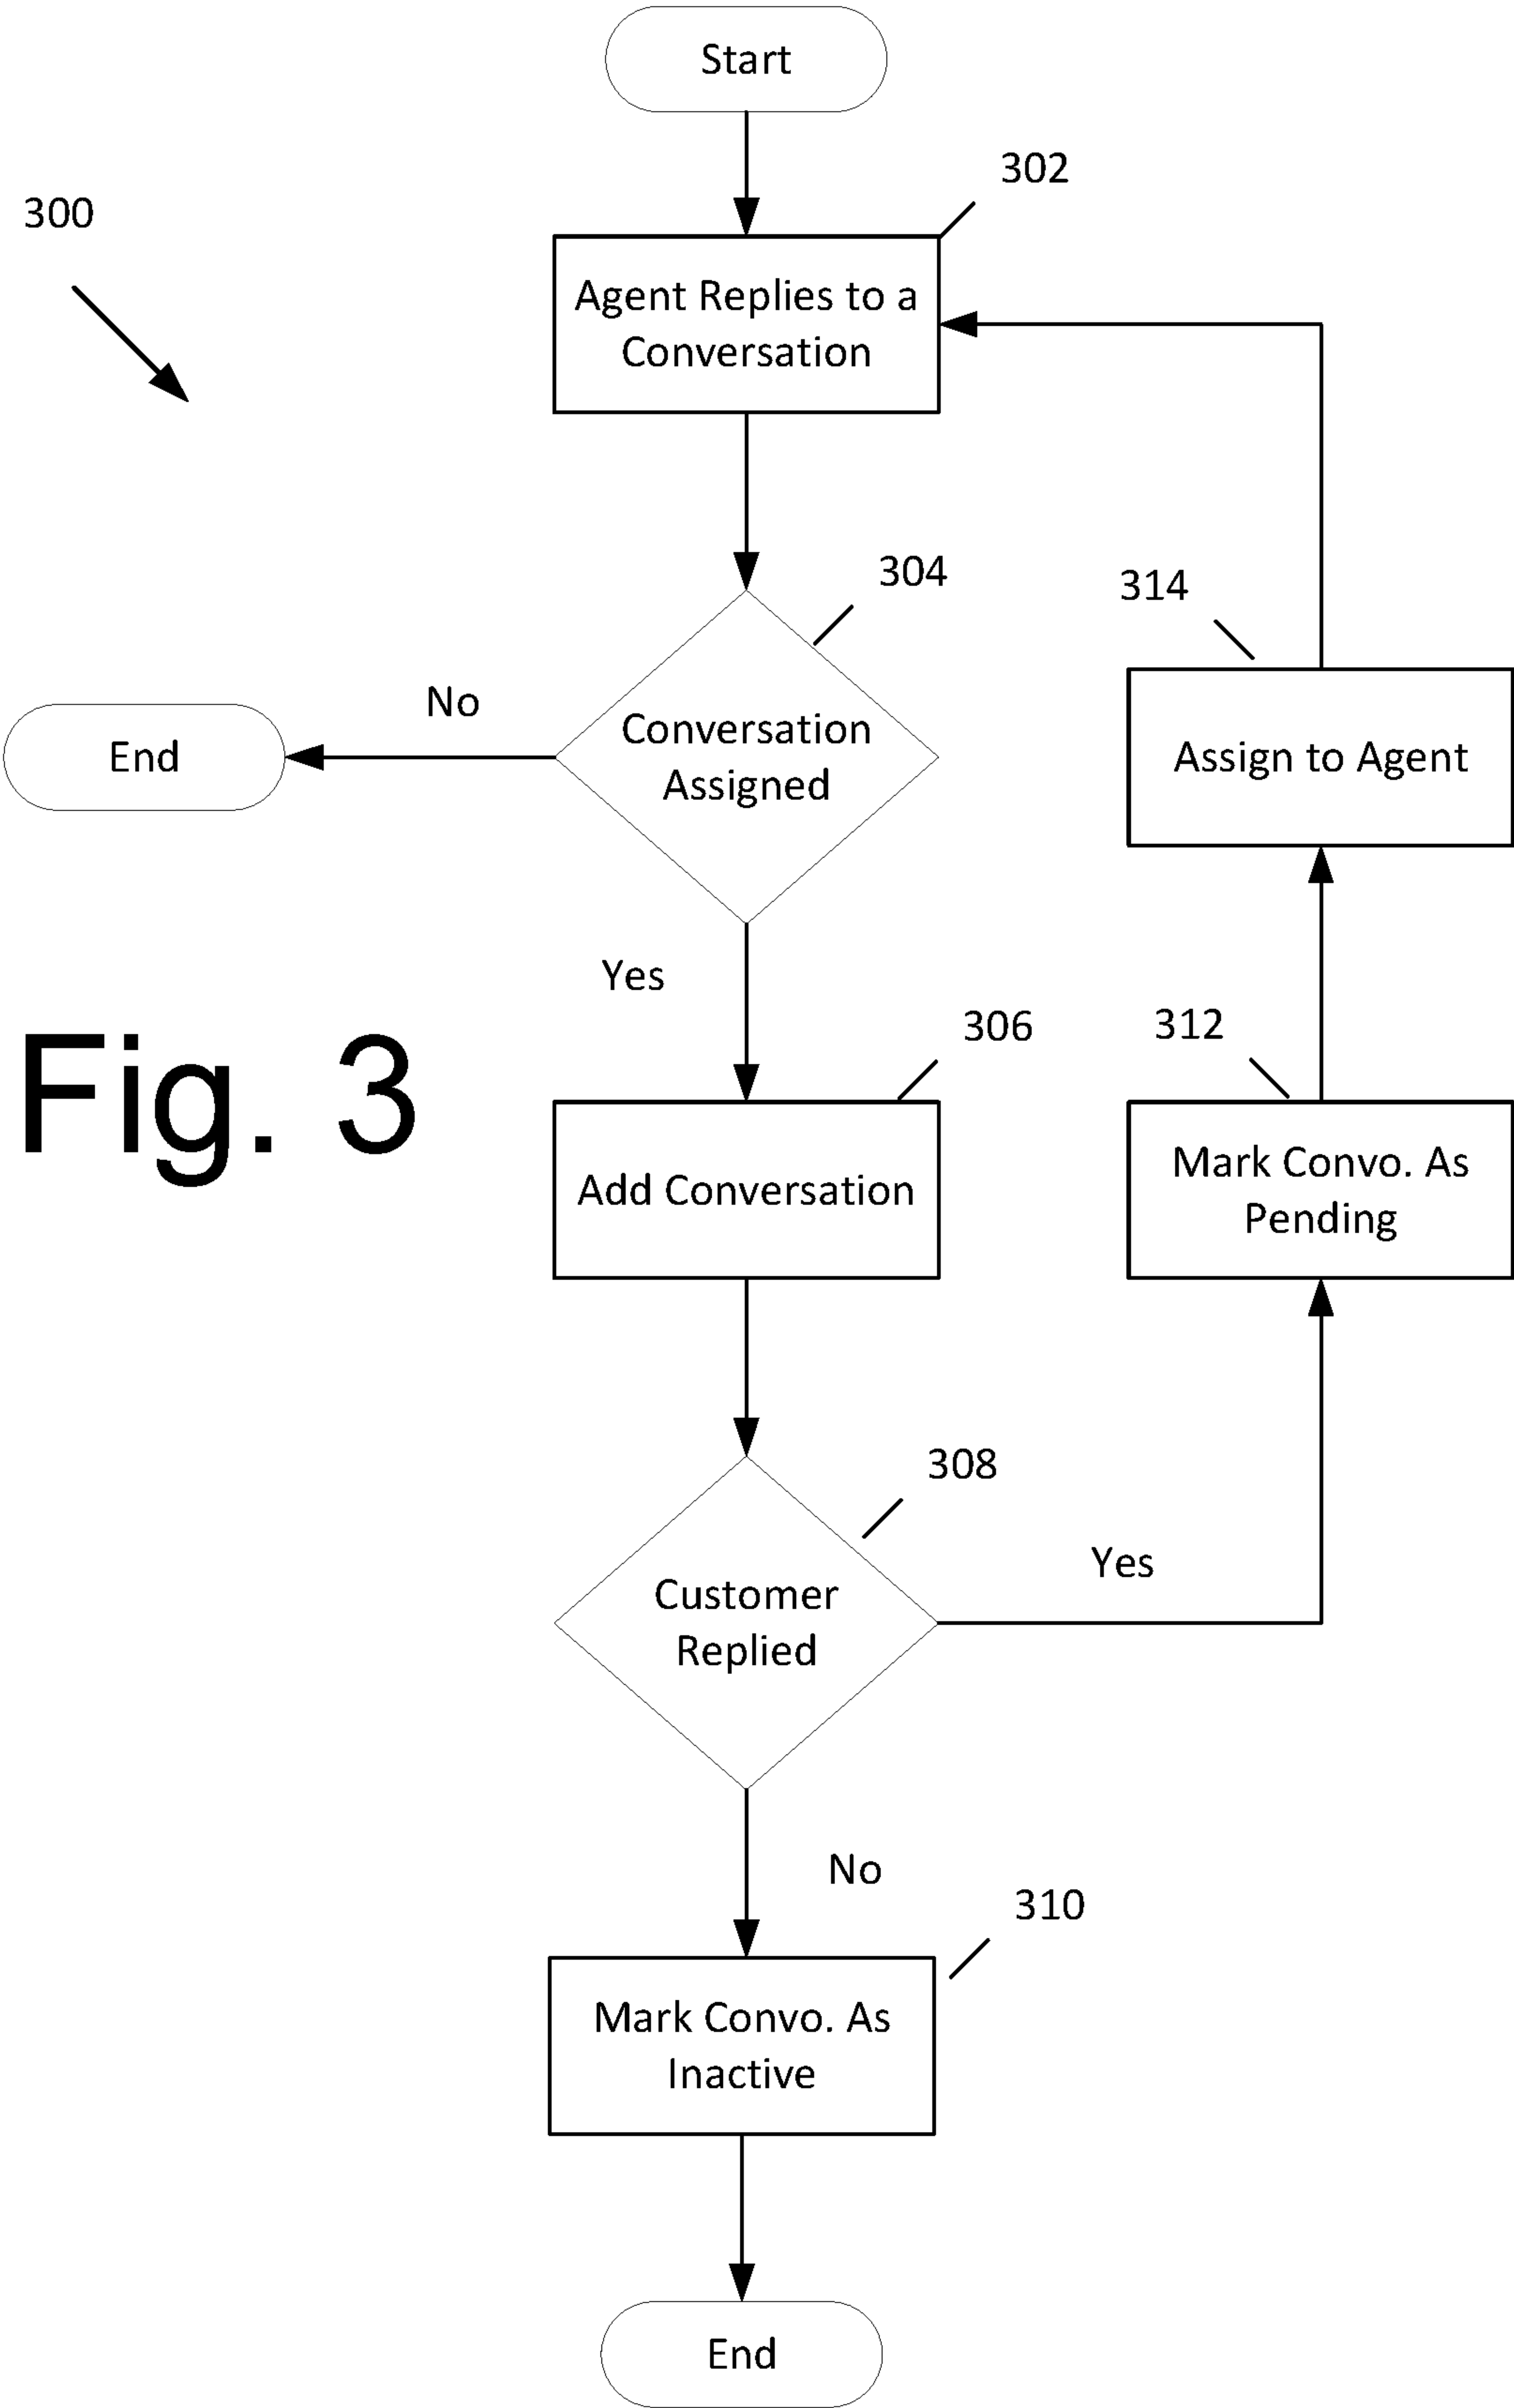 Start
302
300
Agent Replies to a
Conversation
304
314
No
Conversation
Assigned
End
Assign to Agent
Yes
306
312
Fig. 3
Add Conversation
Mark Convo. As
Pending
308
Yes
Customer
Replied
No
310
Mark Convo. As
Inactive
End